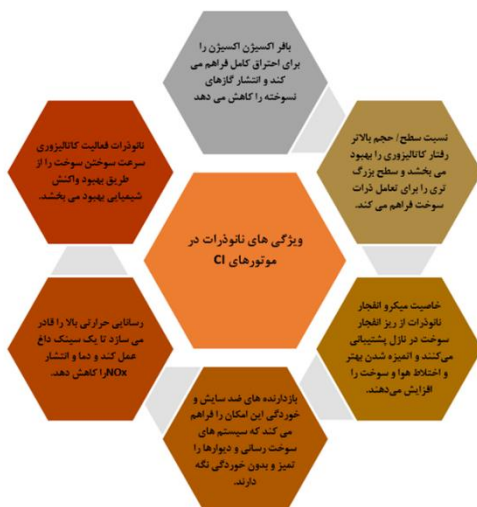 بافر اکسیژن اکسیژن را
برای احتراق کامل فراهم می
کند و انتشار گازهای
نسوخته را کاهش می دهد
نسبت سطح/ حجم بالاتر
رفتار کاتالیزوری را بهبود
می بخشد و سطح بزرگ
تری را برای تعامل ذرات
سوخت فراهم می کند.
خاصیت میکرو انفجار
نانوذرات از ریز انفجار
سوخت در نازل پشتیبانی
می‌کنند و اتمیزه شدن بهتر
و اختلاط هوا و سوخت را
افزایش می‌دهند.
بازدارنده های ضد سایش و
خوردگی این امکان را فراهم
می کند که سیستم های
سوخت رسانی و دیوارها را
تمیز و بدون خوردگی نگه
دارند.
رسانایی حرارتی بالا را قادر
می سازد تا یک سینک داغ
عمل کند و دما و انتشار
NOxرا کاهش دهد.
نانوذرات فعالیت کاتالیزوری
سرعت سوختن سوخت را از
طریق بهبود واکنش
شیمیایی بهبود می بخشد.
ویژگی های نانوذرات در
موتورهای CI